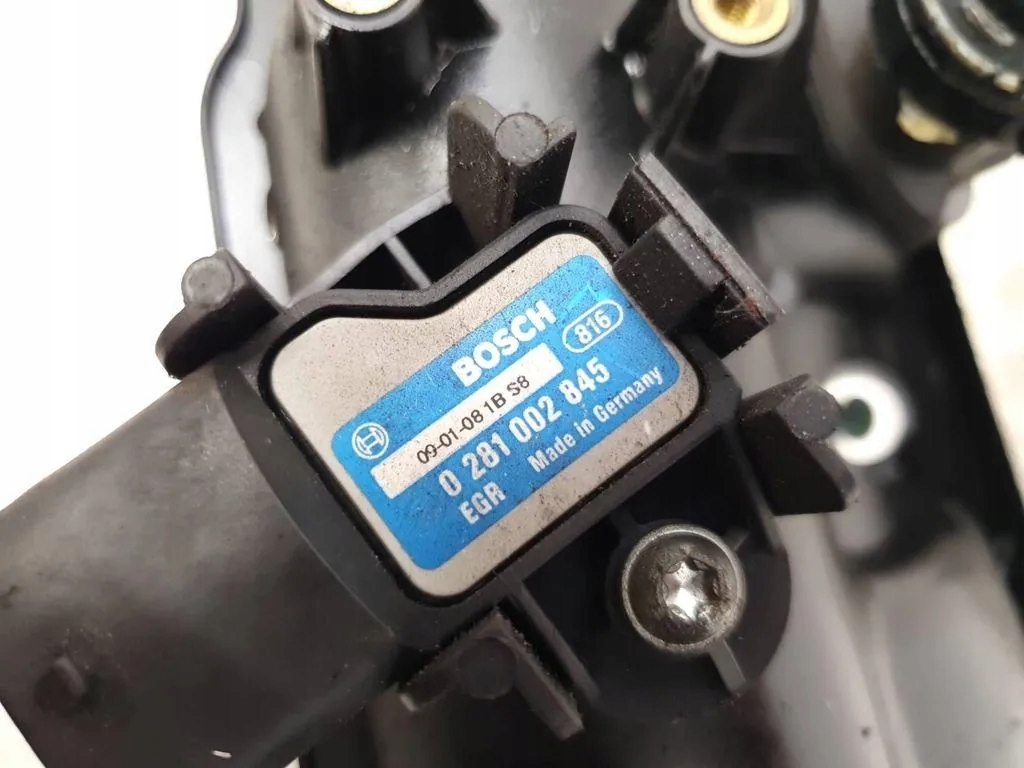 BOSCH
816
09-01-08 1B S8
0 281 002 845
EGR Made in Germany